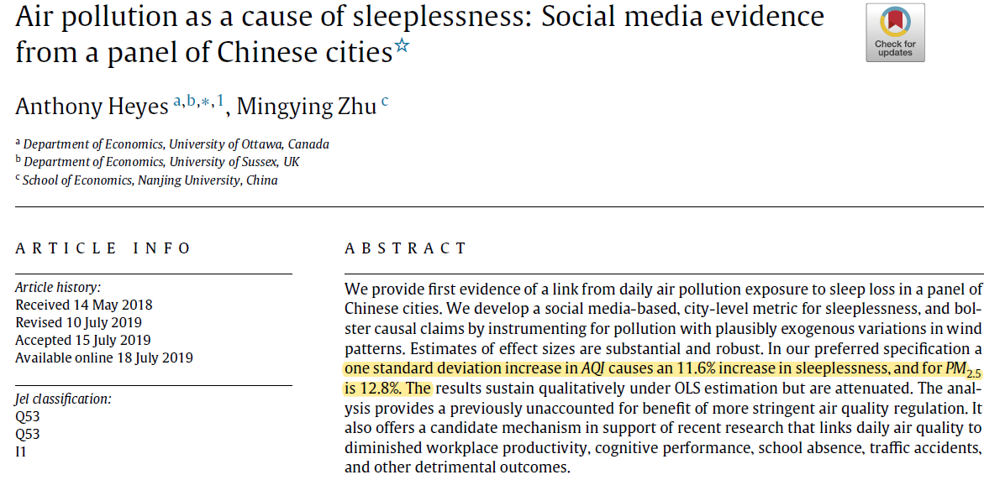 Air pollution as a cause of sleeplessness: Social media evidence
from a panel of Chinese cities☆
Check for
updates
Anthony Heyes a,b,*,1, Mingying Zhu c
a Department of Economics, University of Ottawa, Canada
b Department of Economics, University of Sussex, UK
c School of Economics, Nanjing University, China
ARTICLE INFO
Article history:
Received 14 May 2018
Revised 10 July 2019
Accepted 15 July 2019
Available online 18 July 2019
Jel classification:
Q53
Q53
I1
ABSTRACT
We provide first evidence of a link from daily air pollution exposure to sleep loss in a panel of
Chinese cities. We develop a social media-based, city-level metric for sleeplessness, and bol-
ster causal claims by instrumenting for pollution with plausibly exogenous variations in wind
patterns. Estimates of effect sizes are substantial and robust. In our preferred specification a
one standard deviation increase in AQI causes an 11.6% increase in sleeplessness, and for PM2.5
is 12.8%. The results sustain qualitatively under OLS estimation but are attenuated. The anal-
ysis provides a previously unaccounted for benefit of more stringent air quality regulation. It
also offers a candidate mechanism in support of recent research that links daily air quality to
diminished workplace productivity, cognitive performance, school absence, traffic accidents,
and other detrimental outcomes.